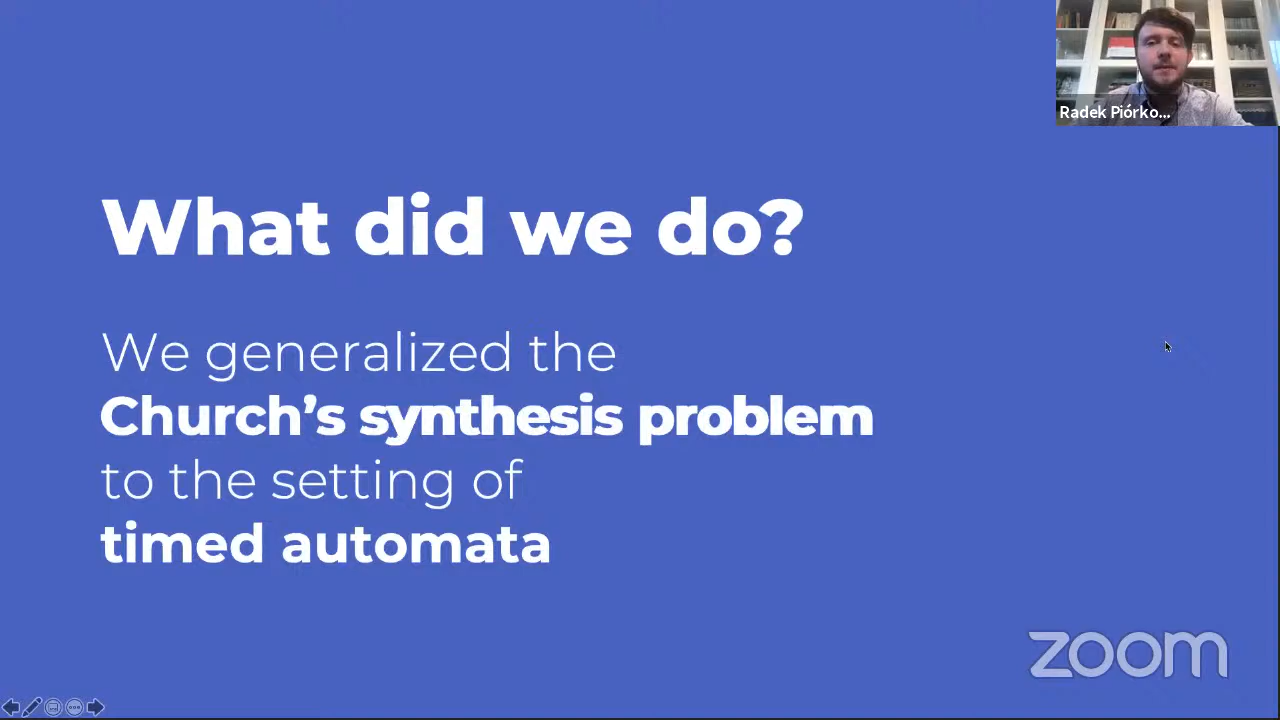 Radek Piórko...
What did we do?
We generalized the
Church's synthesis problem
to the setting of
timed automata
zoom